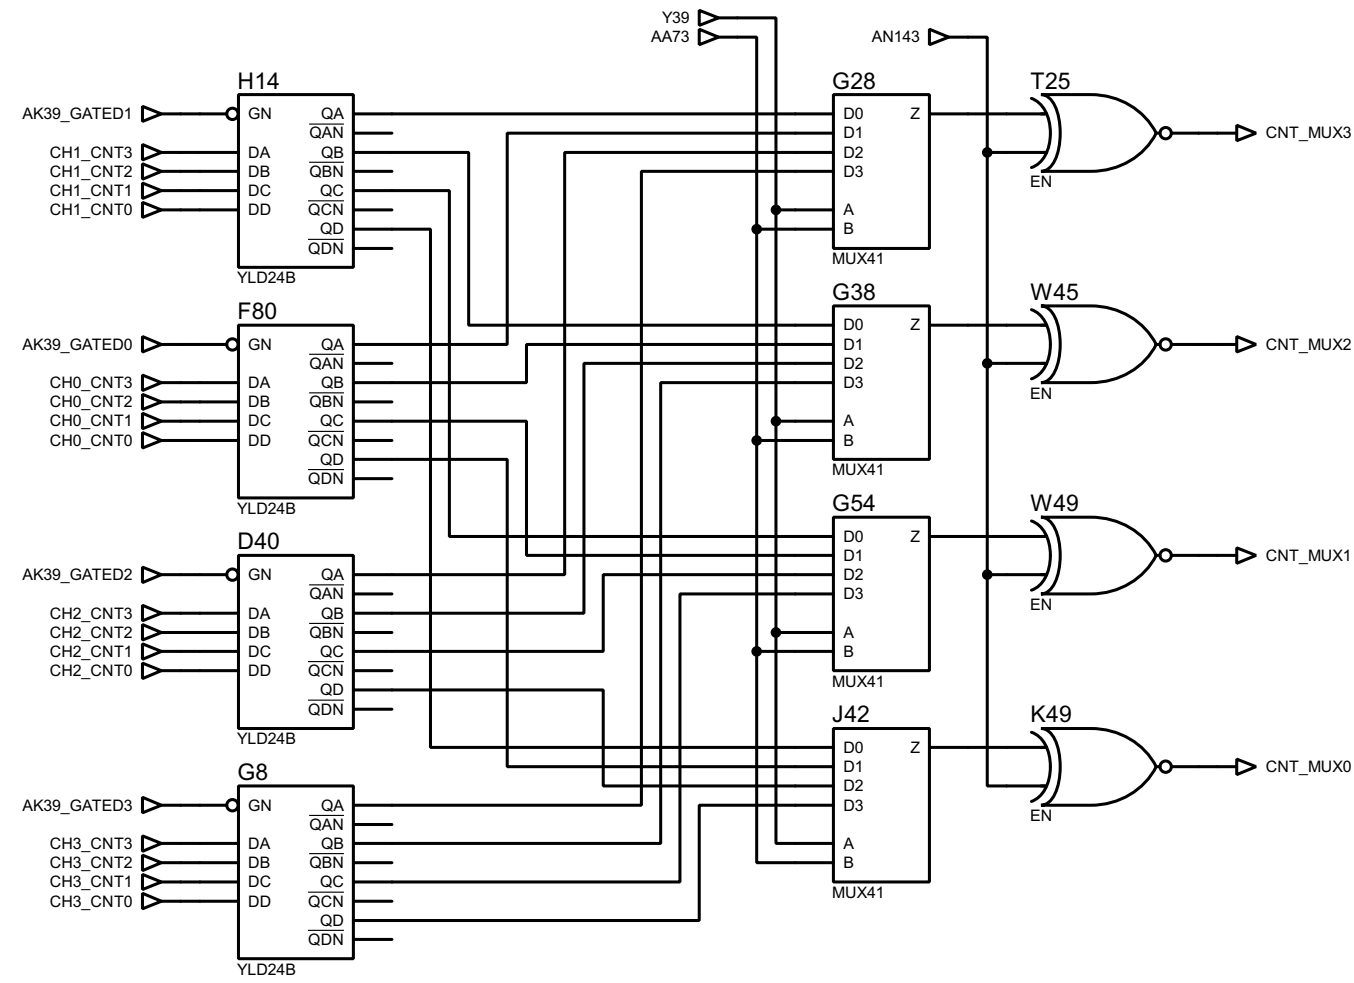 Y39
AA73
AN143
H14
AK39_GATED1
GN
QA
QAN
CH1_CNT3
DA
QB
CH1_CNT2
DB
QBN
CH1_CNT1
DC
QC
CH1_CNT0
DD
QCN
QD
QDN
YLD24B
F80
AK39_GATED0
GN
QA
QAN
CH0_CNT3
DA
QB
CH0_CNT2
DB
QBN
CH0_CNT1
DC
QC
CH0_CNT0
DD
QCN
QD
QDN
YLD24B
D40
AK39_GATED2
GN
QA
QAN
CH2_CNT3
DA
QB
CH2_CNT2
DB
QBN
CH2_CNT1
DC
QC
CH2_CNT0
DD
QCN
QD
QDN
YLD24B
G8
AK39_GATED3
GN
QA
QAN
CH3_CNT3
DA
QB
CH3_CNT2
DB
QBN
CH3_CNT1
DC
QC
CH3_CNT0
DD
QCN
QD
QDN
YLD24B
G28
D0
Z
D1
D2
D3
A
B
MUX41
G38
D0
Z
D1
D2
D3
A
B
MUX41
G54
D0
Z
D1
D2
D3
A
B
MUX41
J42
D0
Z
D1
D2
D3
A
B
MUX41
T25
EN
CNT_MUX3
W45
EN
CNT_MUX2
W49
EN
CNT_MUX1
K49
EN
CNT_MUX0